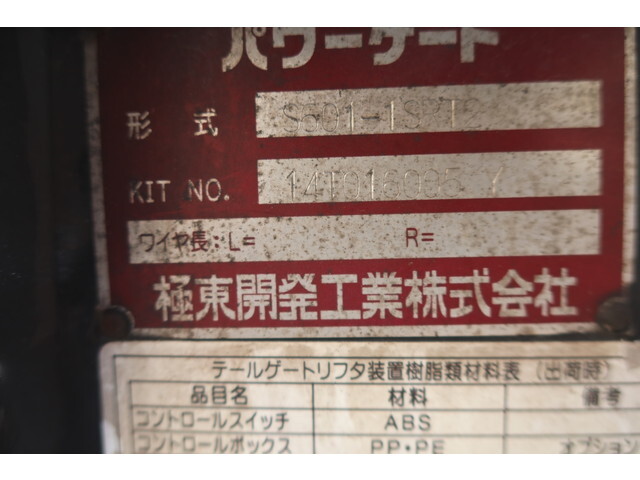 パワーゲート
形 式
KIT NO. 14T016005 Y
ワイヤ長:L= R=
極東開発工業株式会社
テールゲートリフタ装置樹脂類材料表(出荷時)
品目名 材料 備考
コントロールスイッチ ABS
コントロールボックス PP・PE オプション